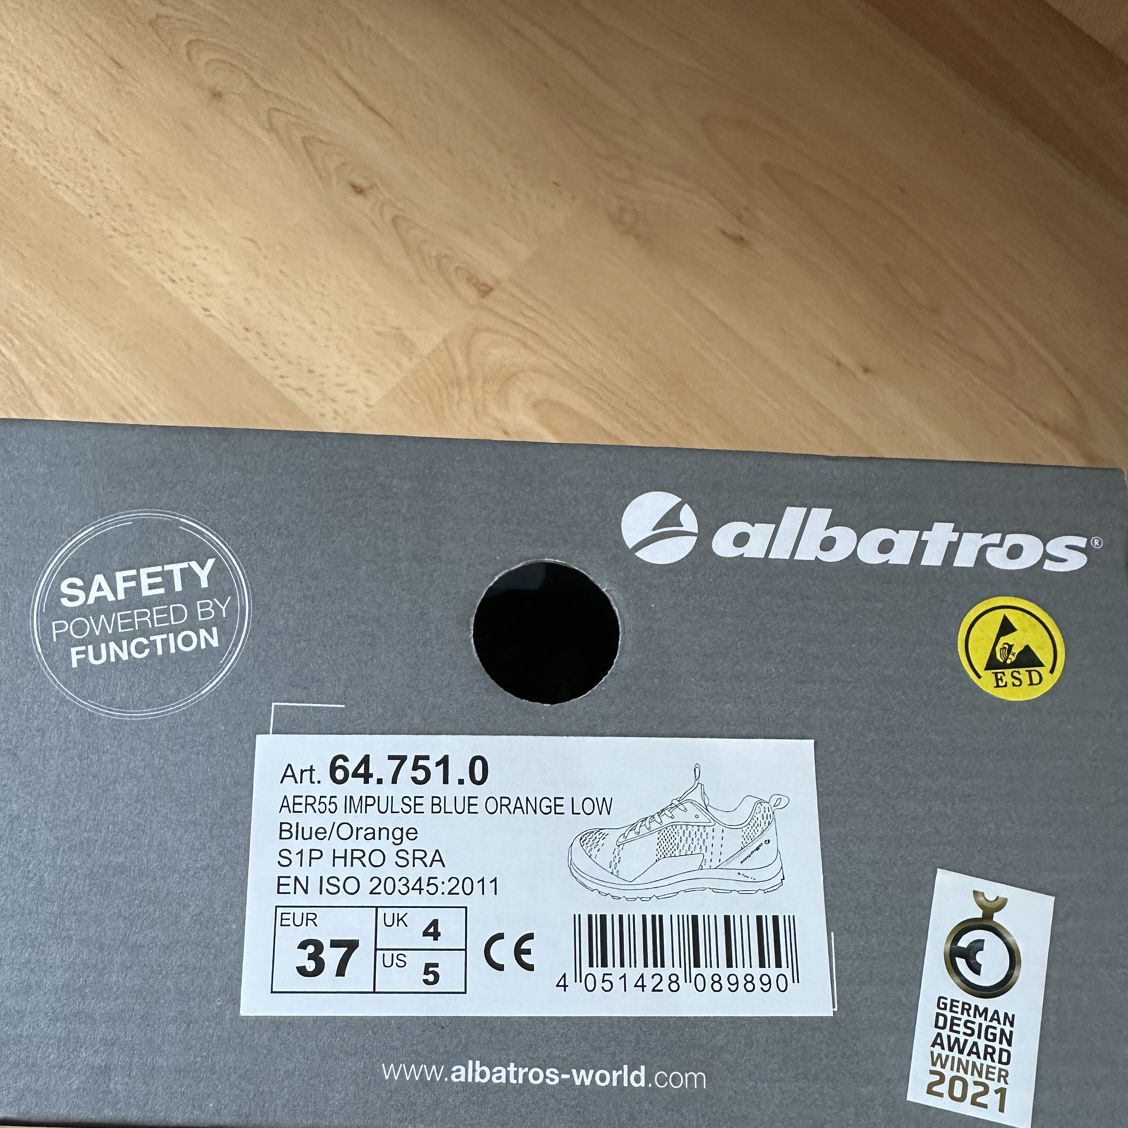 albatros®
SAFETY
POWERED BY
FUNCTION
ESD
Art. 64.751.0
AER55 IMPULSE BLUE ORANGE LOW
Blue/Orange
S1P HRO SRA
EN ISO 20345:2011
EUR
37
UK 4
US 5
CE
albatros
4 051428 089890
GERMAN
DESIGN
AWARD
WINNER
2021
www.albatros-world.com